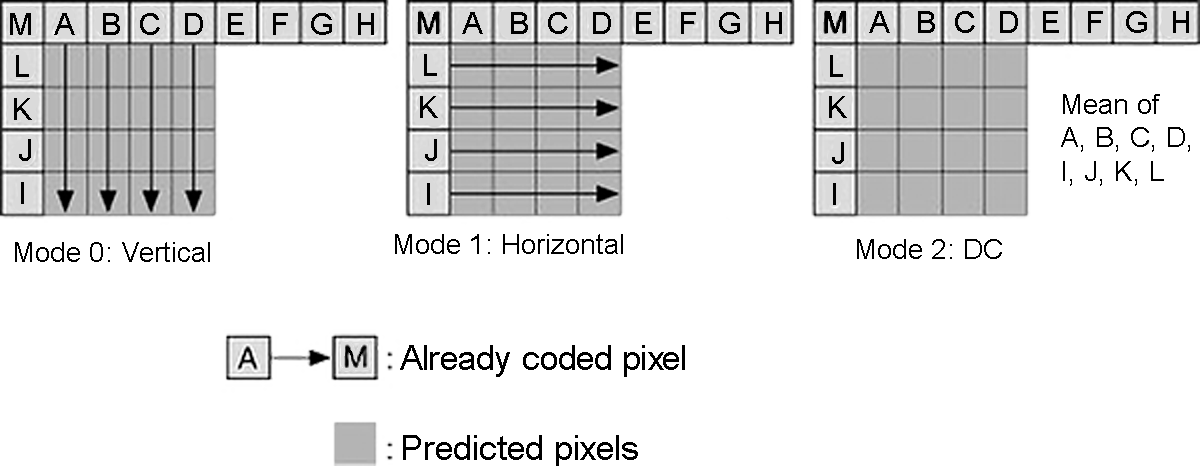 M A B C D E F G H
L
K
J
I
Mode 0: Vertical
M A B C D E F G H
L
K
J
I
Mode 1: Horizontal
M A B C D E F G H
L
K
J
I
Mean of
A, B, C, D,
I, J, K, L
Mode 2: DC
A M : Already coded pixel
: Predicted pixels